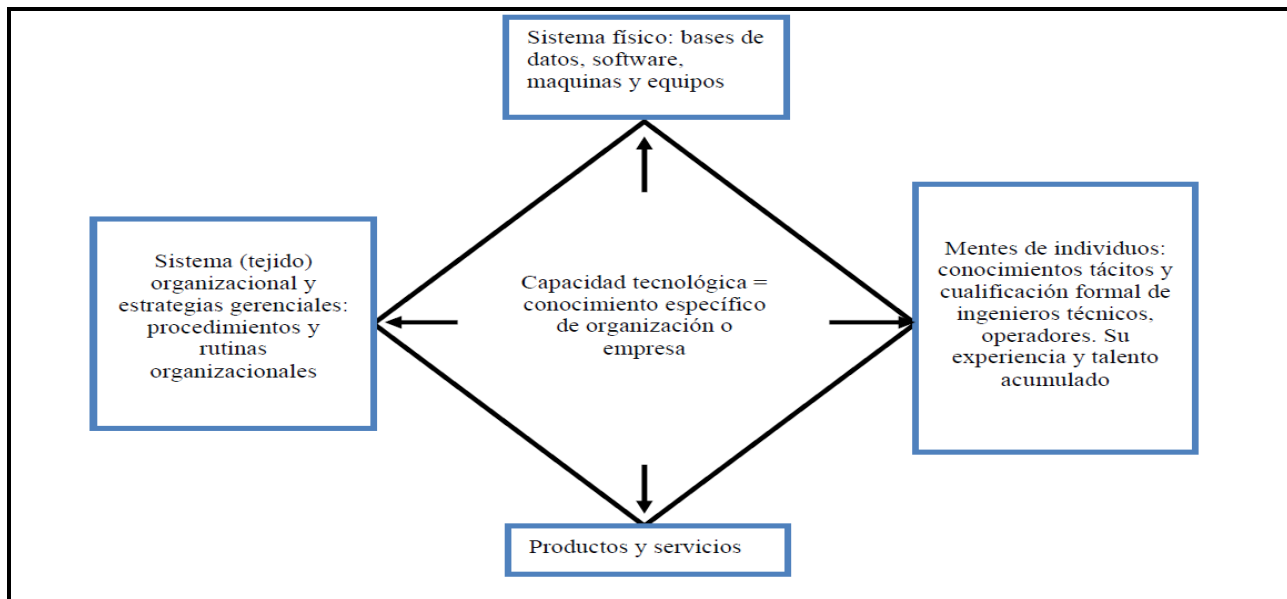 Sistema físico: bases de
datos, software,
maquinas y equipos
Sistema (tejido)
organizacional y
estrategias gerenciales:
procedimientos y
rutinas
organizacionales
Capacidad tecnológica =
conocimiento específico
de organización o
empresa
Mentes de individuos:
conocimientos tácitos y
cualificación formal de
ingenieros técnicos,
operadores. Su
experiencia y talento
acumulado
Productos y servicios